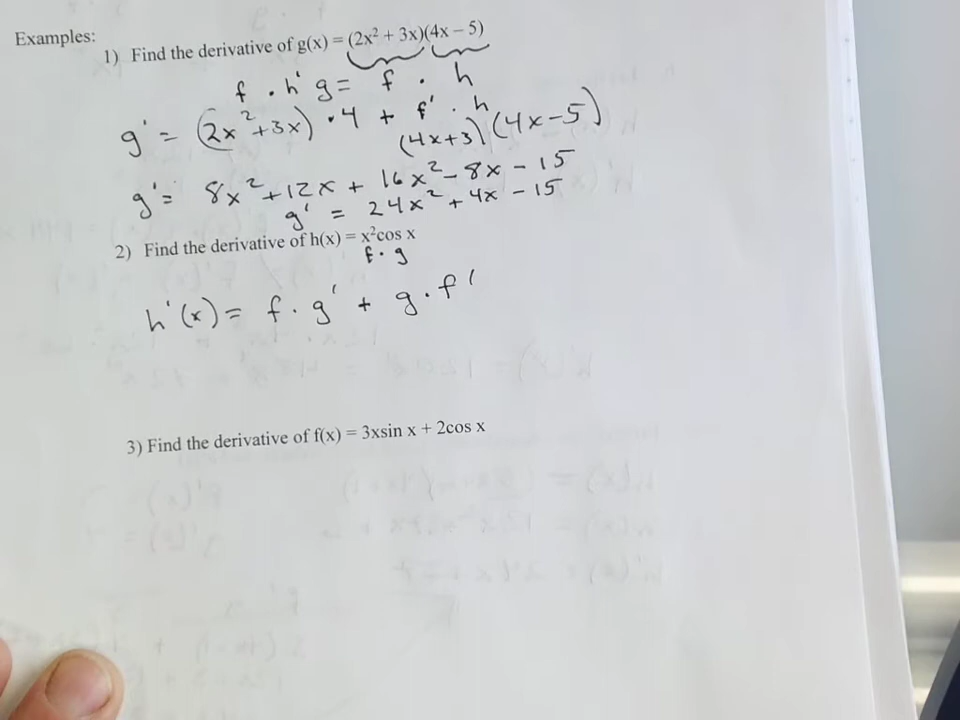 Examples:
1) Find the derivative of g(x) = (2x² + 3x)(4x – 5)
f · h' g = f · h
g' = (2x² + 3x) · 4 + f' · h
(4x+3)(4x-5)
g' = 8x² + 12x + 16x² - 8x - 15
g' = 24x² + 4x - 15
2) Find the derivative of h(x) = x²cos x
f · g
h'(x) = f · g' + g · f'
3) Find the derivative of f(x) = 3xsin x + 2cos x